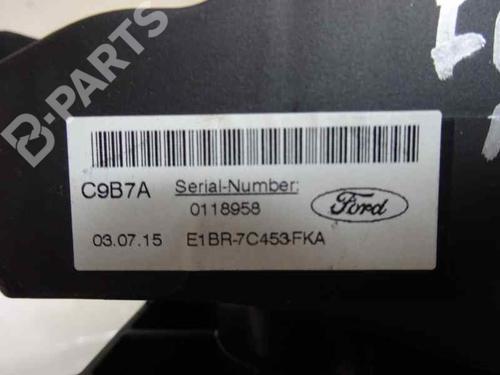 B-PARTS
C9B7A Serial-Number:
0118958
Ford
03.07.15 E1BR-7C453-FKA